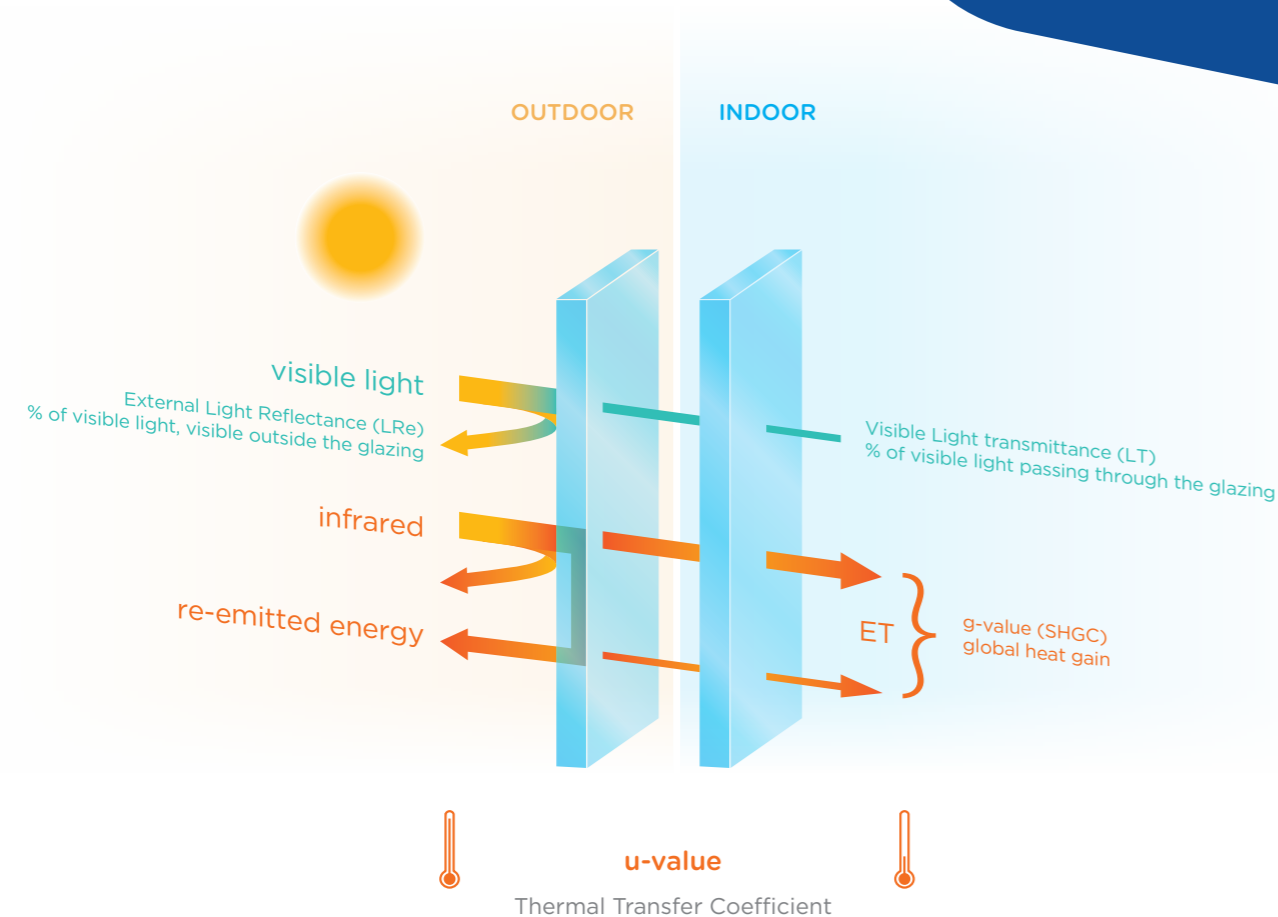 OUTDOOR
INDOOR
visible light
External Light Reflectance (LRe)
% of visible light, visible outside the glazing
Visible Light transmittance (LT)
% of visible light passing through the glazing
infrared
re-emitted energy
ET
g-value (SHGC)
global heat gain
u-value
Thermal Transfer Coefficient